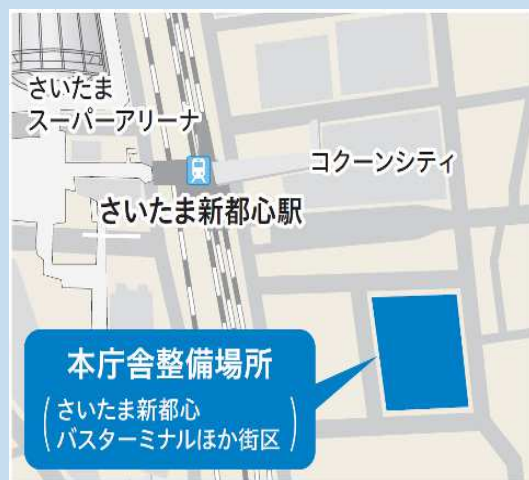 さいたま
スーパーアリーナ
コクーンシティ
さいたま新都心駅
本庁舎整備場所
(さいたま新都心
バスターミナルほか街区)